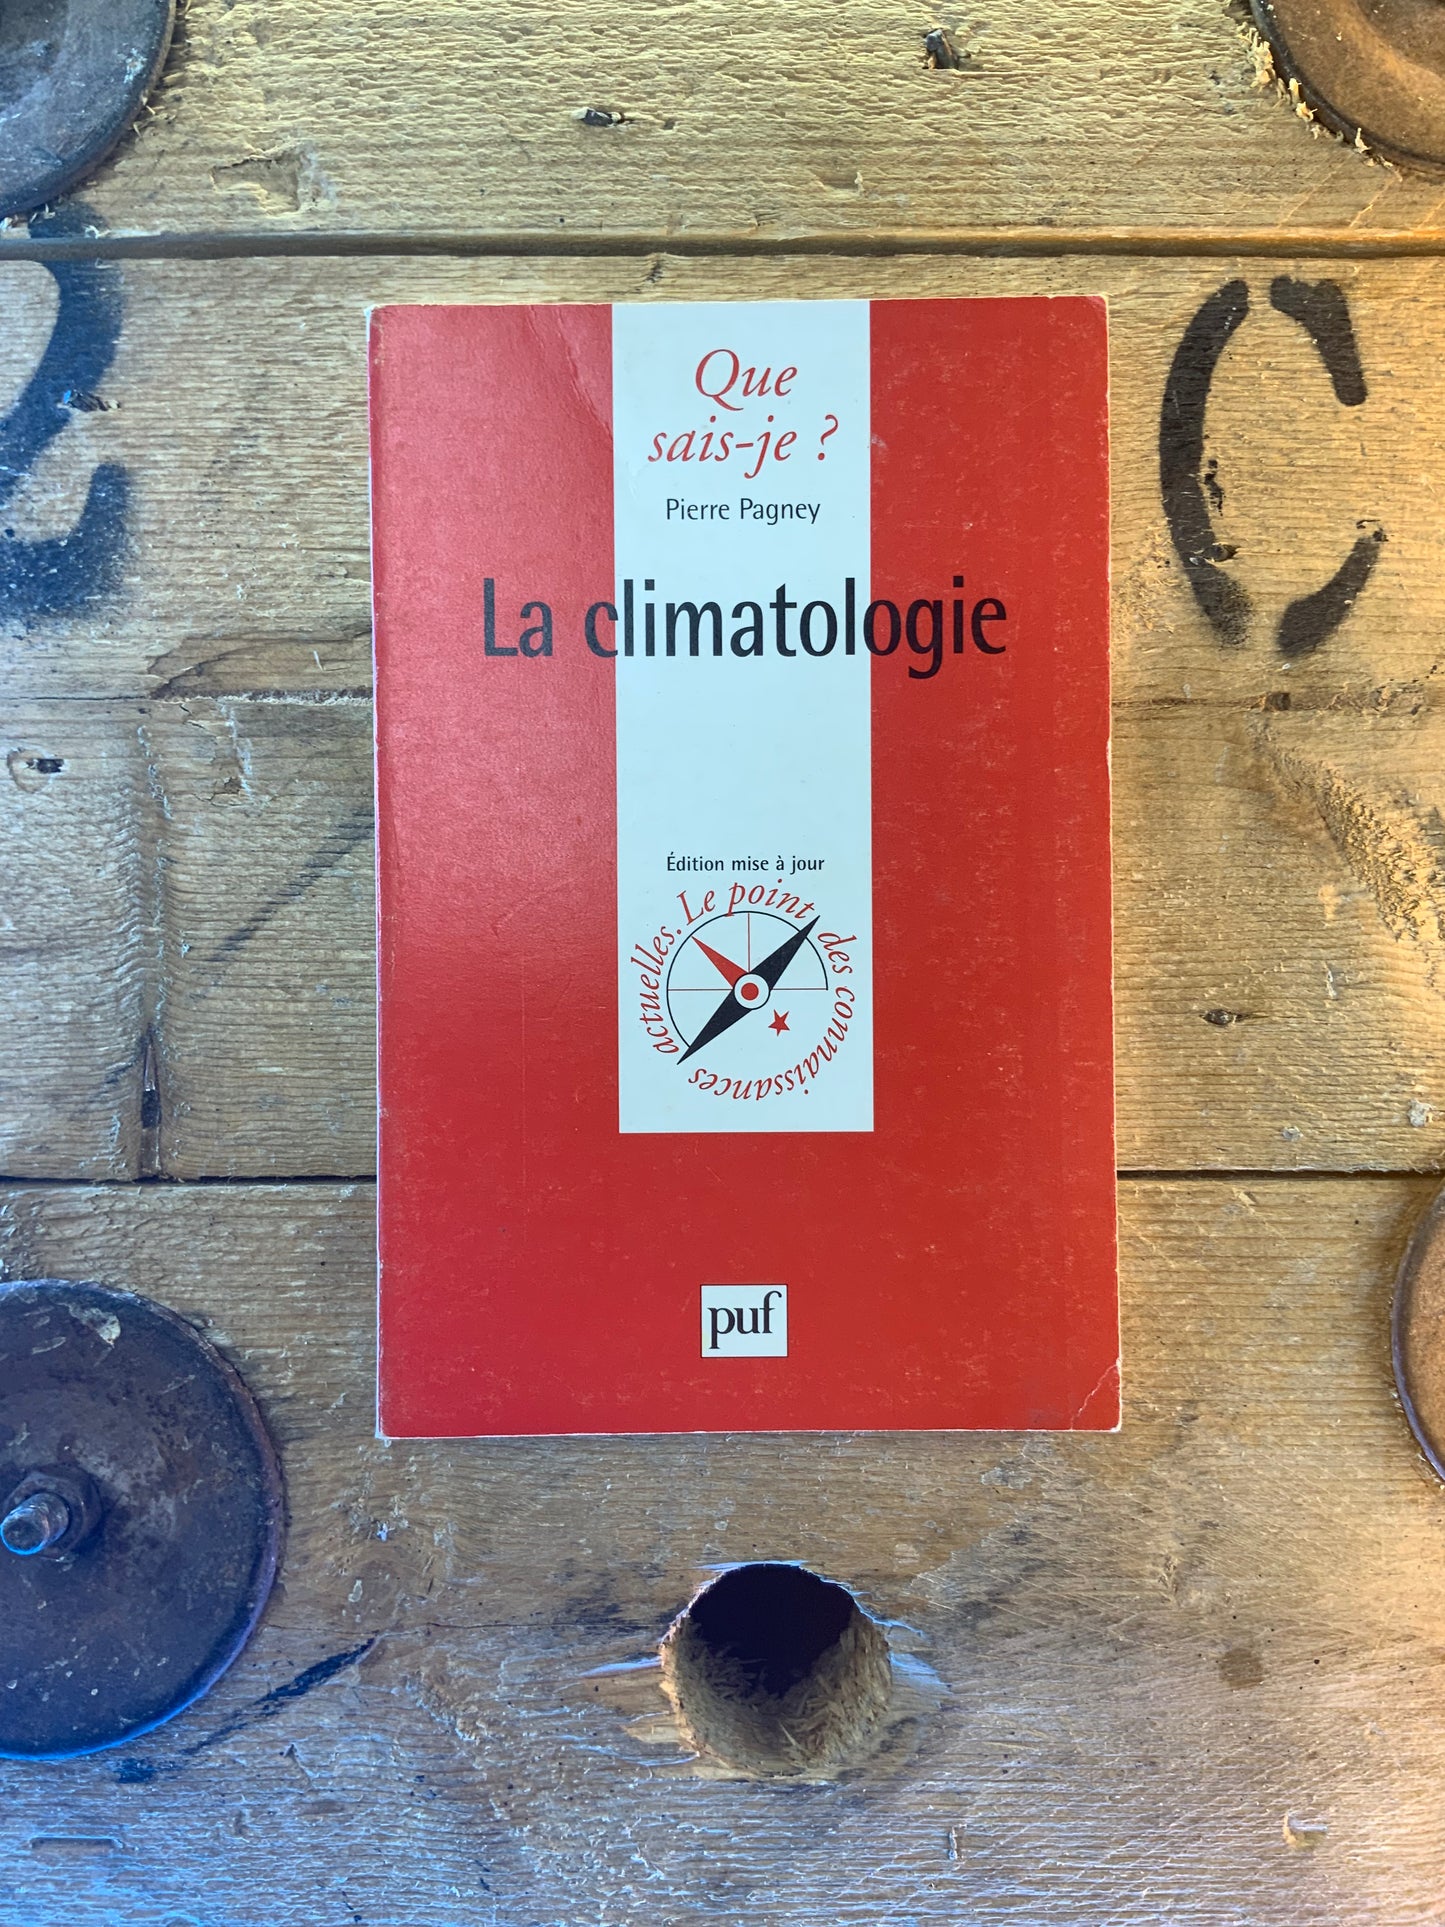 Que
sais-je ?
Pierre Pagney
La climatologie
Édition mise à jour
Le point des connaissances actuelles.
puf
C